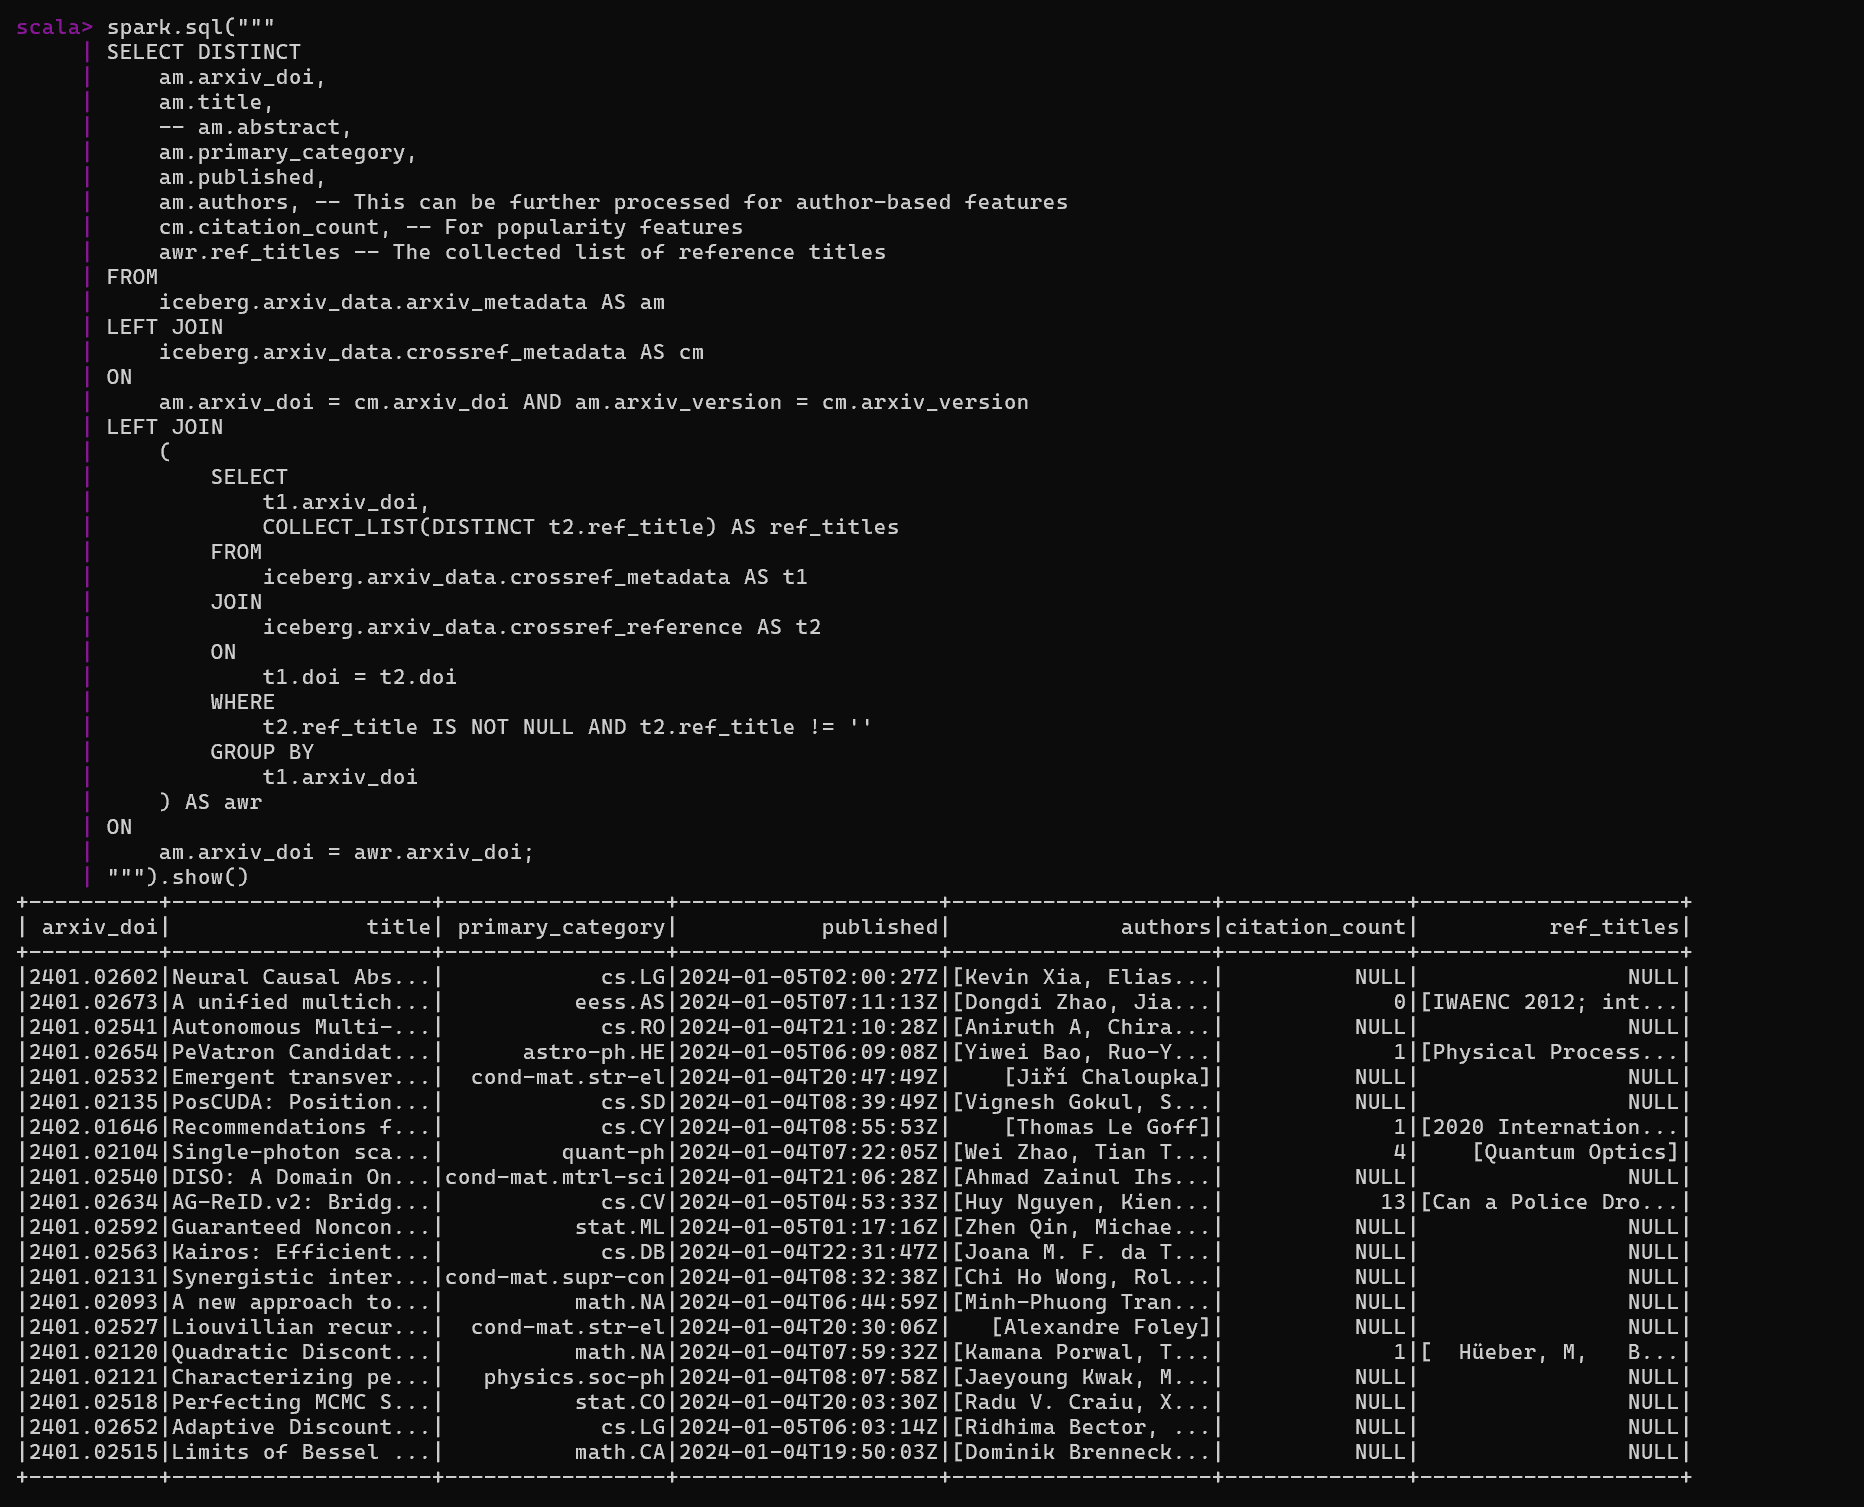 scala> spark.sql("""
     | SELECT DISTINCT
     |     am.arxiv_doi,
     |     am.title,
     |     -- am.abstract,
     |     am.primary_category,
     |     am.published,
     |     am.authors, -- This can be further processed for author-based features
     |     cm.citation_count, -- For popularity features
     |     awr.ref_titles -- The collected list of reference titles
     | FROM
     |     iceberg.arxiv_data.arxiv_metadata AS am
     | LEFT JOIN
     |     iceberg.arxiv_data.crossref_metadata AS cm
     | ON
     |     am.arxiv_doi = cm.arxiv_doi AND am.arxiv_version = cm.arxiv_version
     | LEFT JOIN
     |     (
     |         SELECT
     |             t1.arxiv_doi,
     |             COLLECT_LIST(DISTINCT t2.ref_title) AS ref_titles
     |         FROM
     |             iceberg.arxiv_data.crossref_metadata AS t1
     |         JOIN
     |             iceberg.arxiv_data.crossref_reference AS t2
     |         ON
     |             t1.doi = t2.doi
     |         WHERE
     |             t2.ref_title IS NOT NULL AND t2.ref_title != ''
     |         GROUP BY
     |             t1.arxiv_doi
     |     ) AS awr
     | ON
     |     am.arxiv_doi = awr.arxiv_doi;
     | """).show()
+----------+--------------------+-----------------+--------------------+--------------------+--------------+--------------------+
| arxiv_doi|               title| primary_category|           published|             authors|citation_count|          ref_titles|
+----------+--------------------+-----------------+--------------------+--------------------+--------------+--------------------+
|2401.02602|Neural Causal Abs...|            cs.LG|2024-01-05T02:00:27Z|[Kevin Xia, Elias...|          NULL|                NULL|
|2401.02673|A unified multich...|          eess.AS|2024-01-05T07:11:13Z|[Dongdi Zhao, Jia...|             0|[IWAENC 2012; int...|
|2401.02541|Autonomous Multi-...|            cs.RO|2024-01-04T21:10:28Z|[Aniruth A, Chira...|          NULL|                NULL|
|2401.02654|PeVatron Candidat...|      astro-ph.HE|2024-01-05T06:09:08Z|[Yiwei Bao, Ruo-Y...|             1|[Physical Process...|
|2401.02532|Emergent transver...|  cond-mat.str-el|2024-01-04T20:47:49Z|    [Jiří Chaloupka]|          NULL|                NULL|
|2401.02135|PosCUDA: Position...|            cs.SD|2024-01-04T08:39:49Z|[Vignesh Gokul, S...|          NULL|                NULL|
|2402.01646|Recommendations f...|            cs.CY|2024-01-04T08:55:53Z|    [Thomas Le Goff]|             1|[2020 Internation...|
|2401.02104|Single-photon sca...|         quant-ph|2024-01-04T07:22:05Z|[Wei Zhao, Tian T...|             4|    [Quantum Optics]|
|2401.02540|DISO: A Domain On...|cond-mat.mtrl-sci|2024-01-04T21:06:28Z|[Ahmad Zainul Ihs...|          NULL|                NULL|
|2401.02634|AG-ReID.v2: Bridg...|            cs.CV|2024-01-05T04:53:33Z|[Huy Nguyen, Kien...|            13|[Can a Police Dro...|
|2401.02592|Guaranteed Noncon...|          stat.ML|2024-01-05T01:17:16Z|[Zhen Qin, Michae...|          NULL|                NULL|
|2401.02563|Kairos: Efficient...|            cs.DB|2024-01-04T22:31:47Z|[Joana M. F. da T...|          NULL|                NULL|
|2401.02131|Synergistic inter...|cond-mat.supr-con|2024-01-04T08:32:38Z|[Chi Ho Wong, Rol...|          NULL|                NULL|
|2401.02093|A new approach to...|          math.NA|2024-01-04T06:44:59Z|[Minh-Phuong Tran...|          NULL|                NULL|
|2401.02527|Liouvillian recur...|  cond-mat.str-el|2024-01-04T20:30:06Z|   [Alexandre Foley]|          NULL|                NULL|
|2401.02120|Quadratic Discont...|          math.NA|2024-01-04T07:59:32Z|[Kamana Porwal, T...|             1|[  Hüeber, M,   B...|
|2401.02121|Characterizing pe...|   physics.soc-ph|2024-01-04T08:07:58Z|[Jaeyoung Kwak, M...|          NULL|                NULL|
|2401.02518|Perfecting MCMC S...|          stat.CO|2024-01-04T20:03:30Z|[Radu V. Craiu, X...|          NULL|                NULL|
|2401.02652|Adaptive Discount...|            cs.LG|2024-01-05T06:03:14Z|[Ridhima Bector, ...|          NULL|                NULL|
|2401.02515|Limits of Bessel ...|          math.CA|2024-01-04T19:50:03Z|[Dominik Brenneck...|          NULL|                NULL|
+----------+--------------------+-----------------+--------------------+--------------------+--------------+--------------------+